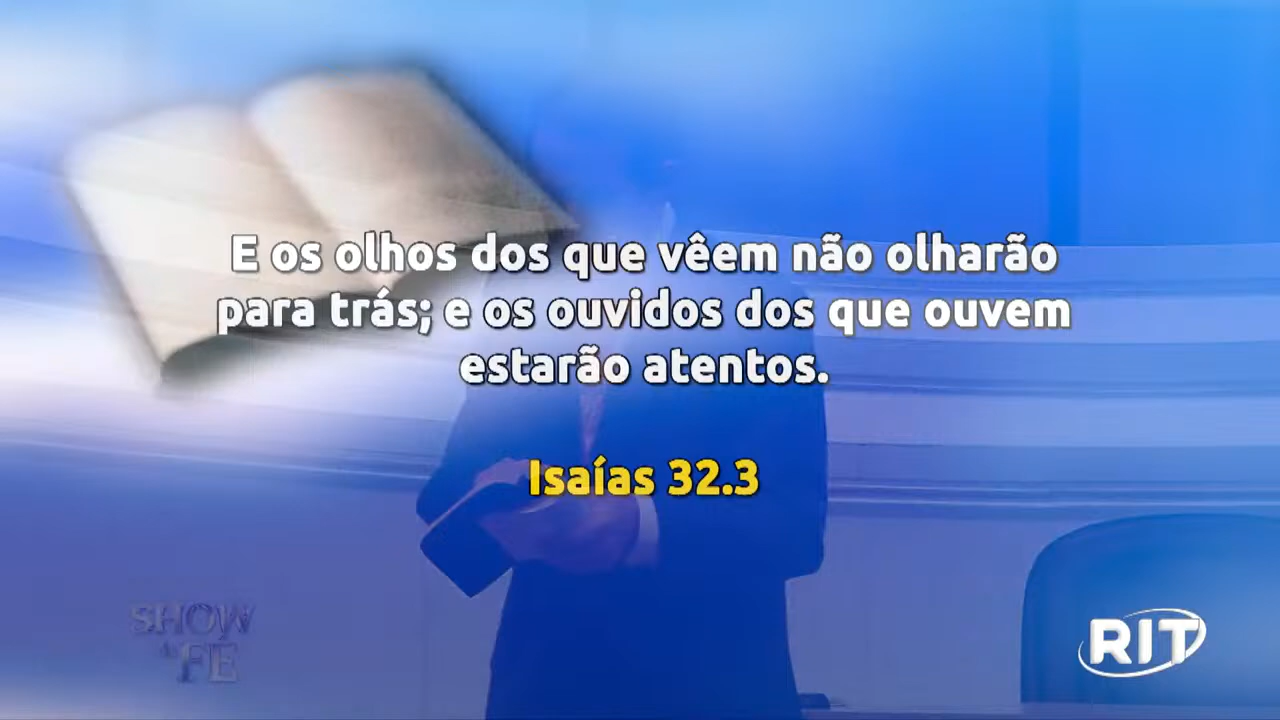 E os olhos dos que vêem não olharão
para trás; e os ouvidos dos que ouvem
estarão atentos.
Isaías 32.3
SHOW
DA FÉ
RIT